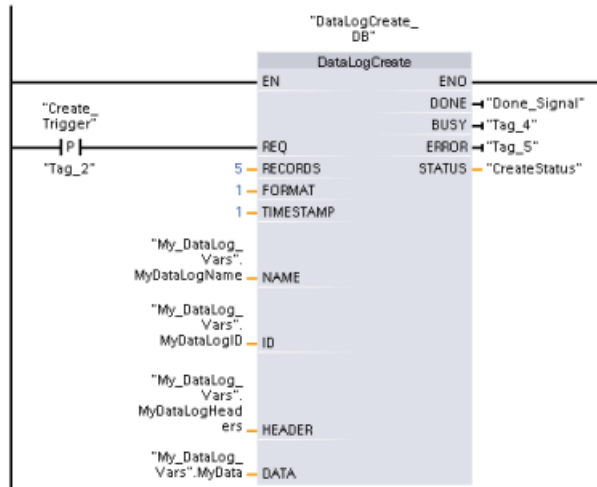 "DataLogCreate_
DB"
DataLogCreate
EN ENO
DONE "Done_Signal"
"Create_
Trigger"
BUSY "Tag_4"
P REQ ERROR "Tag_5"
"Tag_2" 5 RECORDS STATUS "CreateStatus"
1 FORMAT
1 TIMESTAMP
"My_DataLog_
Vars".
MyDataLogName NAME
"My_DataLog_
Vars".
MyDataLogID ID
"My_DataLog_
Vars".
MyDataLogHead
ers HEADER
"My_DataLog_
Vars".MyData DATA